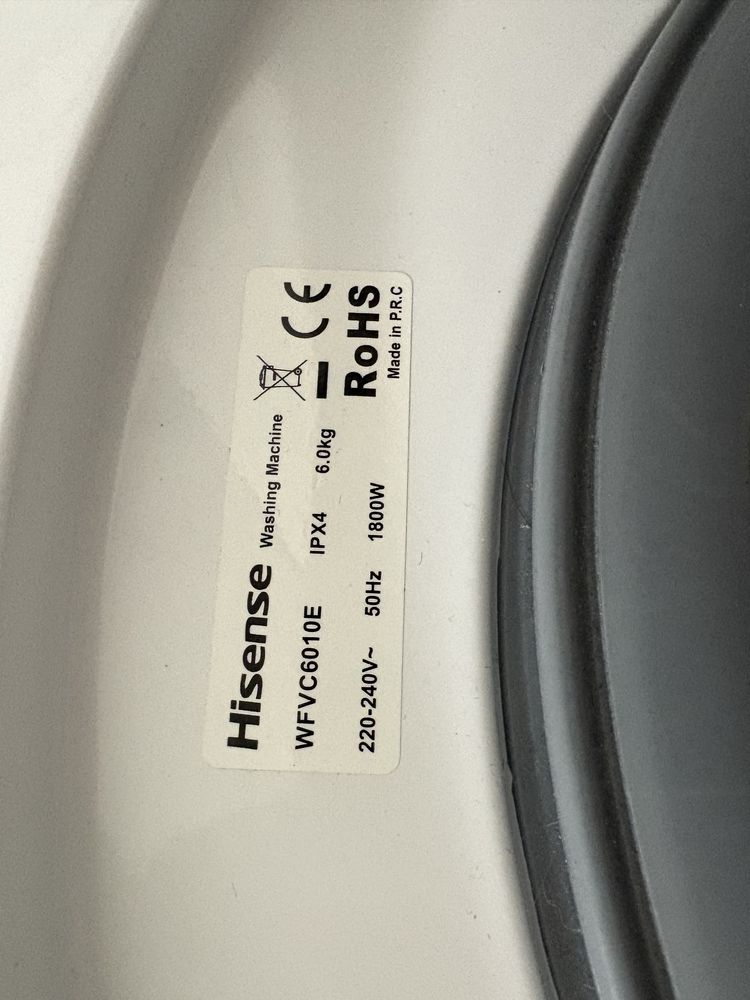 Hisense Washing Machine
WFVC6010E IPX4 6.0kg
220-240V~ 50Hz 1800W
CE
RoHS
Made in P.R.C